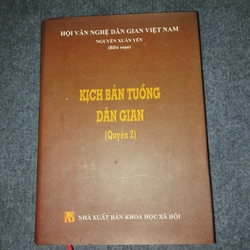 HỘI VĂN NGHỆ DÂN GIAN VIỆT NAM
NGUYỄN XUÂN YẾN
(Biên soạn)
KỊCH BẢN TUỒNG
DÂN GIAN
(Quyển 2)
NHÀ XUẤT BẢN KHOA HỌC XÃ HỘI